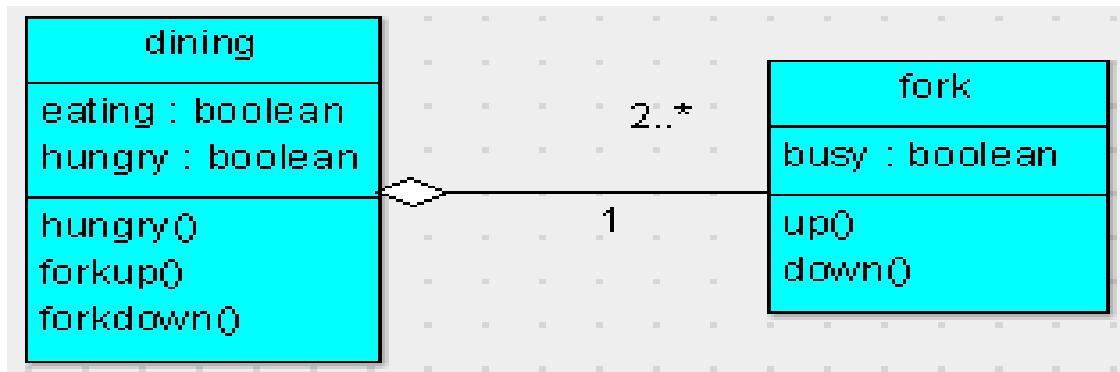 dining
eating : boolean
hungry : boolean
hungry()
forkup()
forkdown()
2..*
1
fork
busy : boolean
up()
down()